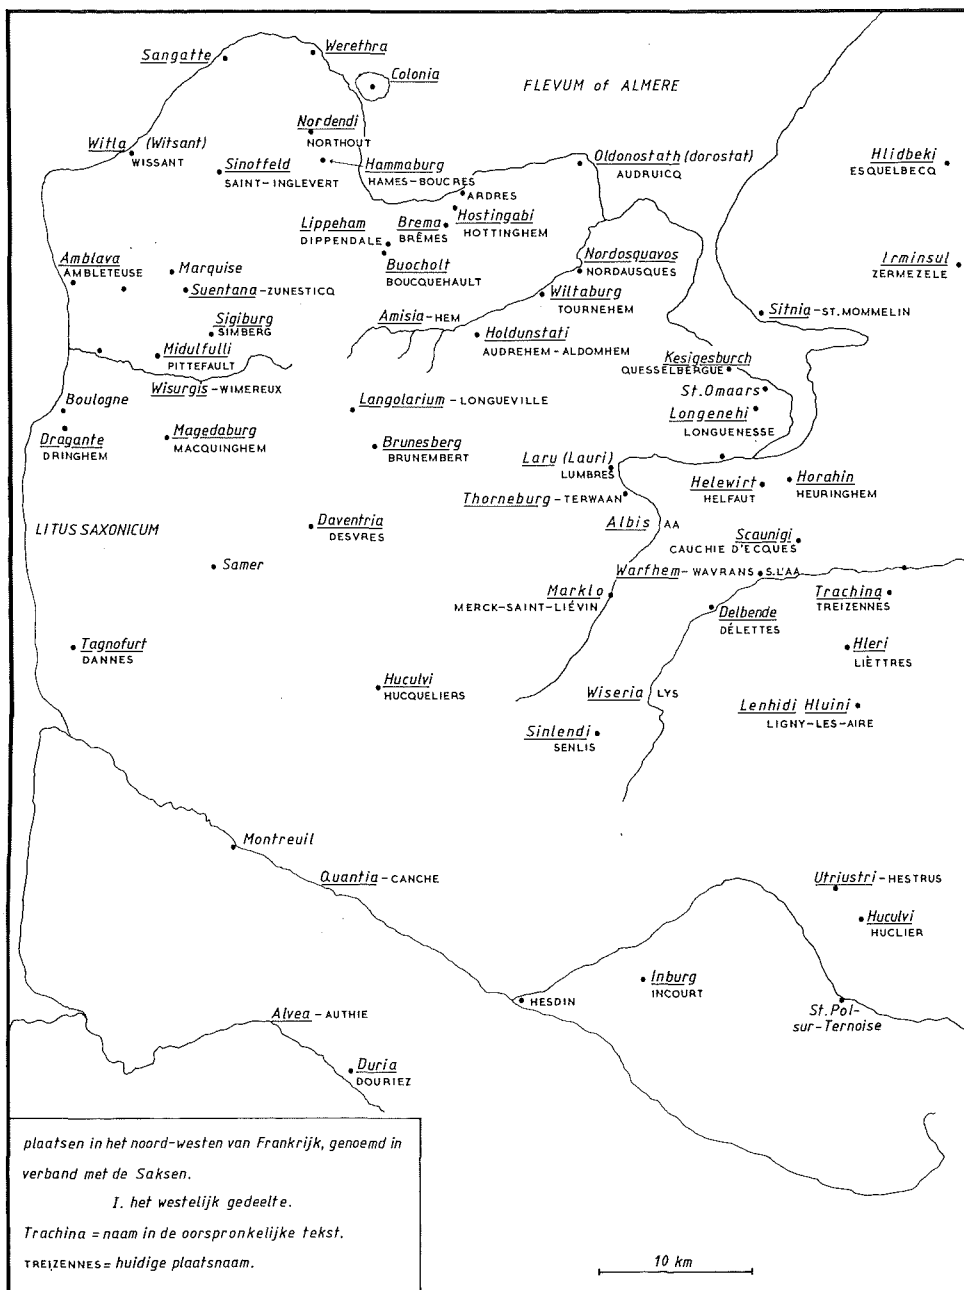 Sangatte
Werethra
Colonia
FLEVUM of ALMERE
Nordendi
NORTHOUT
Witla (Witsant)
WISSANT
Sinotfeld
SAINT-INGLEVERT
Hammaburg
HAMES-BOUCRES
Oldonostath (dorostat)
AUDRUICQ
Hlidbeki
ESQUELBECQ
ARDRES
Hostingabi
HOTTINGHEM
Lippeham
DIPPENDALE
Brema
BRÊMES
Buocholt
BOUCQUEHAULT
Nordosquavos
NORDAUSQUES
Irminsul
ZERMEZELE
Amblava
AMBLETEUSE
Marquise
Suentana-ZUNESTICQ
Wiltaburg
TOURNEHEM
Sigiburg
SIMBERG
Amisia-HEM
Holdunstati
AUDREHEM-ALDOMHEM
Sitnia-ST.MOMMELIN
Midulfulli
PITTEFAULT
Wisurgis-WIMEREUX
Kesigesburch
QUESSELBERGUE
St.Omaars
Boulogne
Langolarium-LONGUEVILLE
Longenehi
LONGUENESSE
Dragante
DRINGHEM
Magedaburg
MACQUINGHEM
Brunesberg
BRUNEMBERT
Laru (Lauri)
LUMBRES
Thorneburg-TERWAAN
Helewirt
HELFAUT
Horahin
HEURINGHEM
LITUS SAXONICUM
Daventria
DESVRES
Albis AA
Scaunigi
CAUCHIE D'ECQUES
Samer
Warfhem-WAVRANS S.L'AA
Marklo
MERCK-SAINT-LIÉVIN
Delbende
DÉLETTES
Trachina
TREIZENNES
Tagnofurt
DANNES
Hleri
LIÈTTRES
Huculvi
HUCQUELIERS
Wiseria LYS
Lenhidi Hluini
LIGNY-LES-AIRE
Sinlendi
SENLIS
Montreuil
Quantia-CANCHE
Utriustri-HESTRUS
Huculvi
HUCLIER
Inburg
INCOURT
HESDIN
St.Pol-
sur-Ternoise
Alvea-AUTHIE
Duria
DOURIEZ
plaatsen in het noord-westen van Frankrijk, genoemd in
verband met de Saksen.
I. het westelijk gedeelte.
Trachina = naam in de oorspronkelijke tekst.
TREIZENNES= huidige plaatsnaam.
10 km